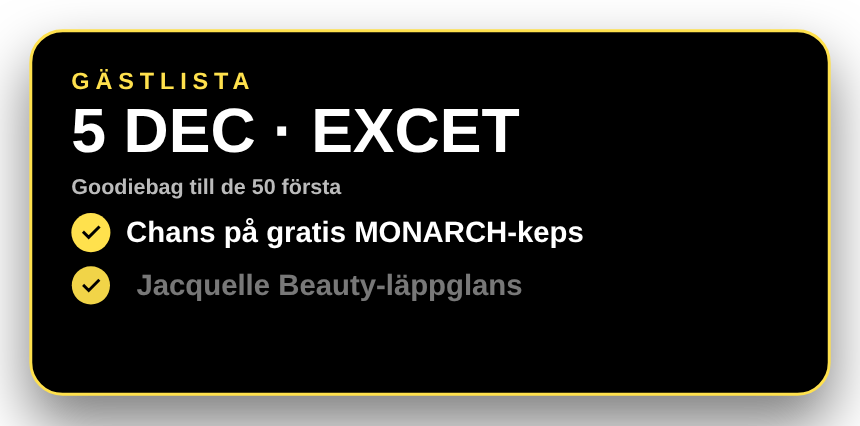 GÄSTLISTA
5 DEC · EXCET
Goodiebag till de 50 första
Chans på gratis MONARCH-keps
Jacquelle Beauty-läppglans